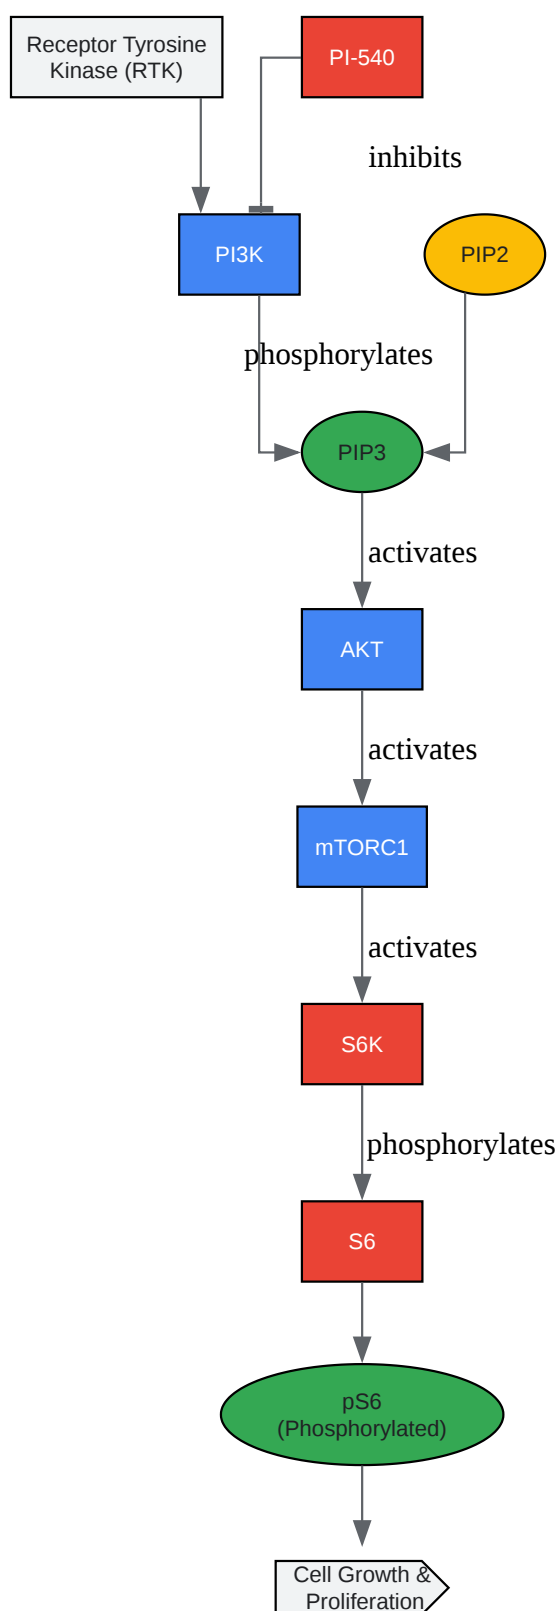 Receptor Tyrosine
Kinase (RTK)
PI-540
inhibits
PI3K
PIP2
phosphorylates
PIP3
activates
AKT
activates
mTORC1
activates
S6K
phosphorylates
S6
pS6
(Phosphorylated)
Cell Growth &
Proliferation